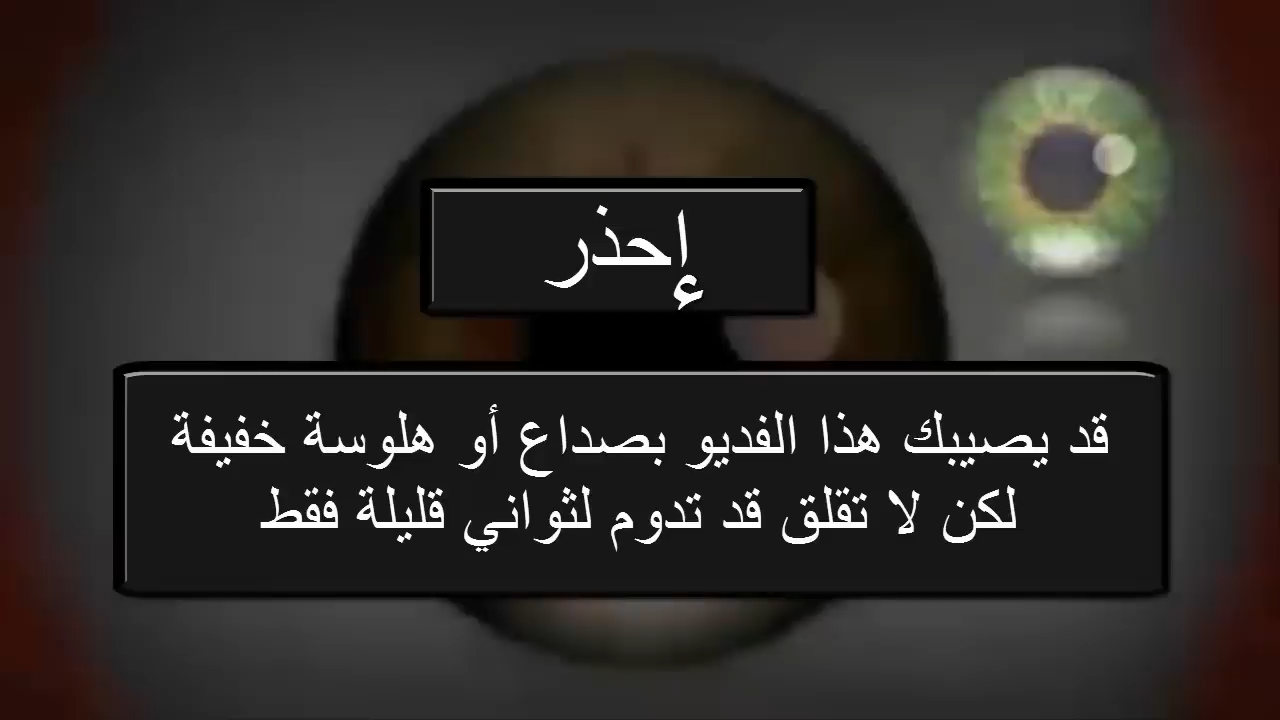 إحذر
قد يصيبك هذا الفديو بصداع أو هلوسة خفيفة
لكن لا تقلق قد تدوم لثواني قليلة فقط